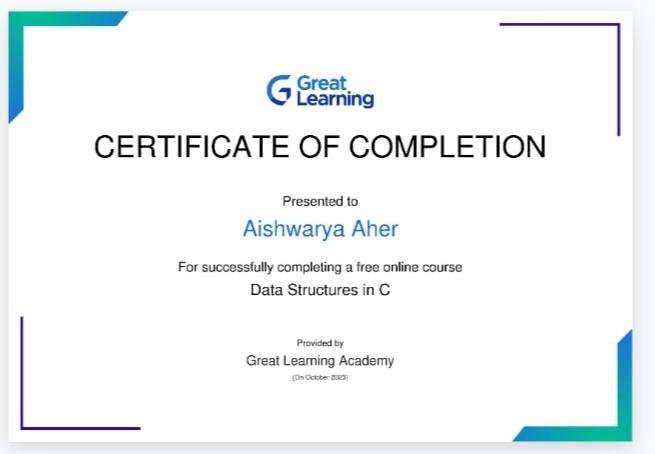 Great
Learning
CERTIFICATE OF COMPLETION
Presented to
Aishwarya Aher
For successfully completing a free online course
Data Structures in C
Provided by
Great Learning Academy
(On October 2023)